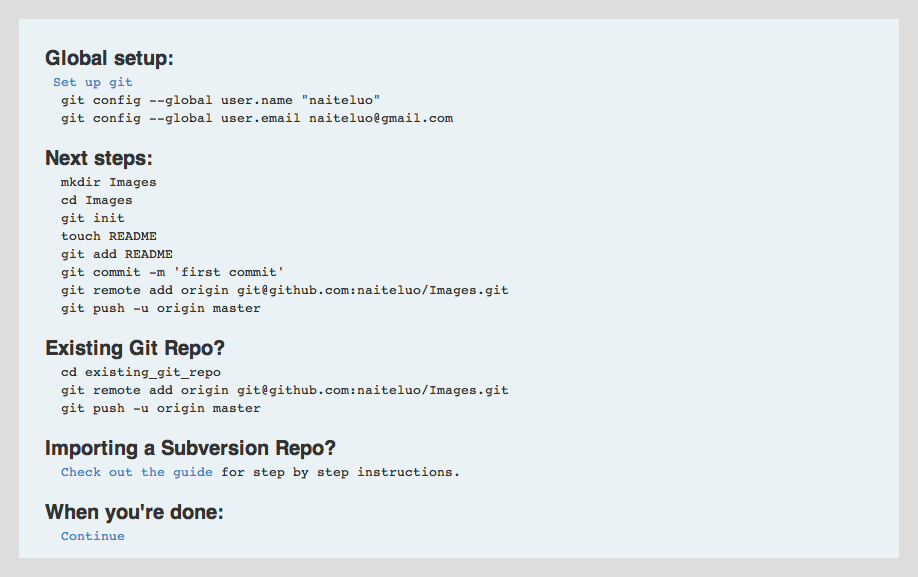 Global setup:
Set up git
git config --global user.name "naiteluo"
git config --global user.email naiteluo@gmail.com
Next steps:
mkdir Images
cd Images
git init
touch README
git add README
git commit -m 'first commit'
git remote add origin git@github.com:naiteluo/Images.git
git push -u origin master
Existing Git Repo?
cd existing_git_repo
git remote add origin git@github.com:naiteluo/Images.git
git push -u origin master
Importing a Subversion Repo?
Check out the guide for step by step instructions.
When you're done:
Continue